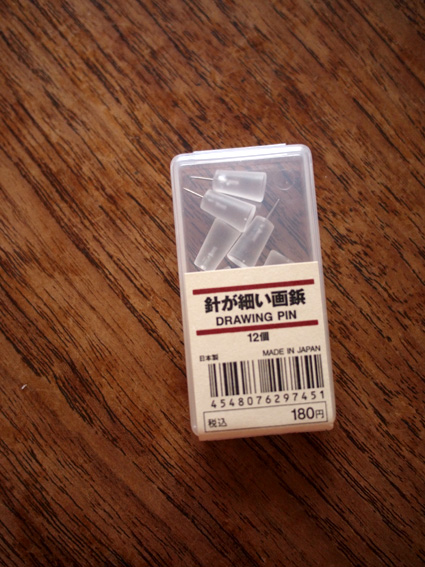 針が細い画鋲
DRAWING PIN
12個
日本製 MADE IN JAPAN
4548076297451
税込 180円